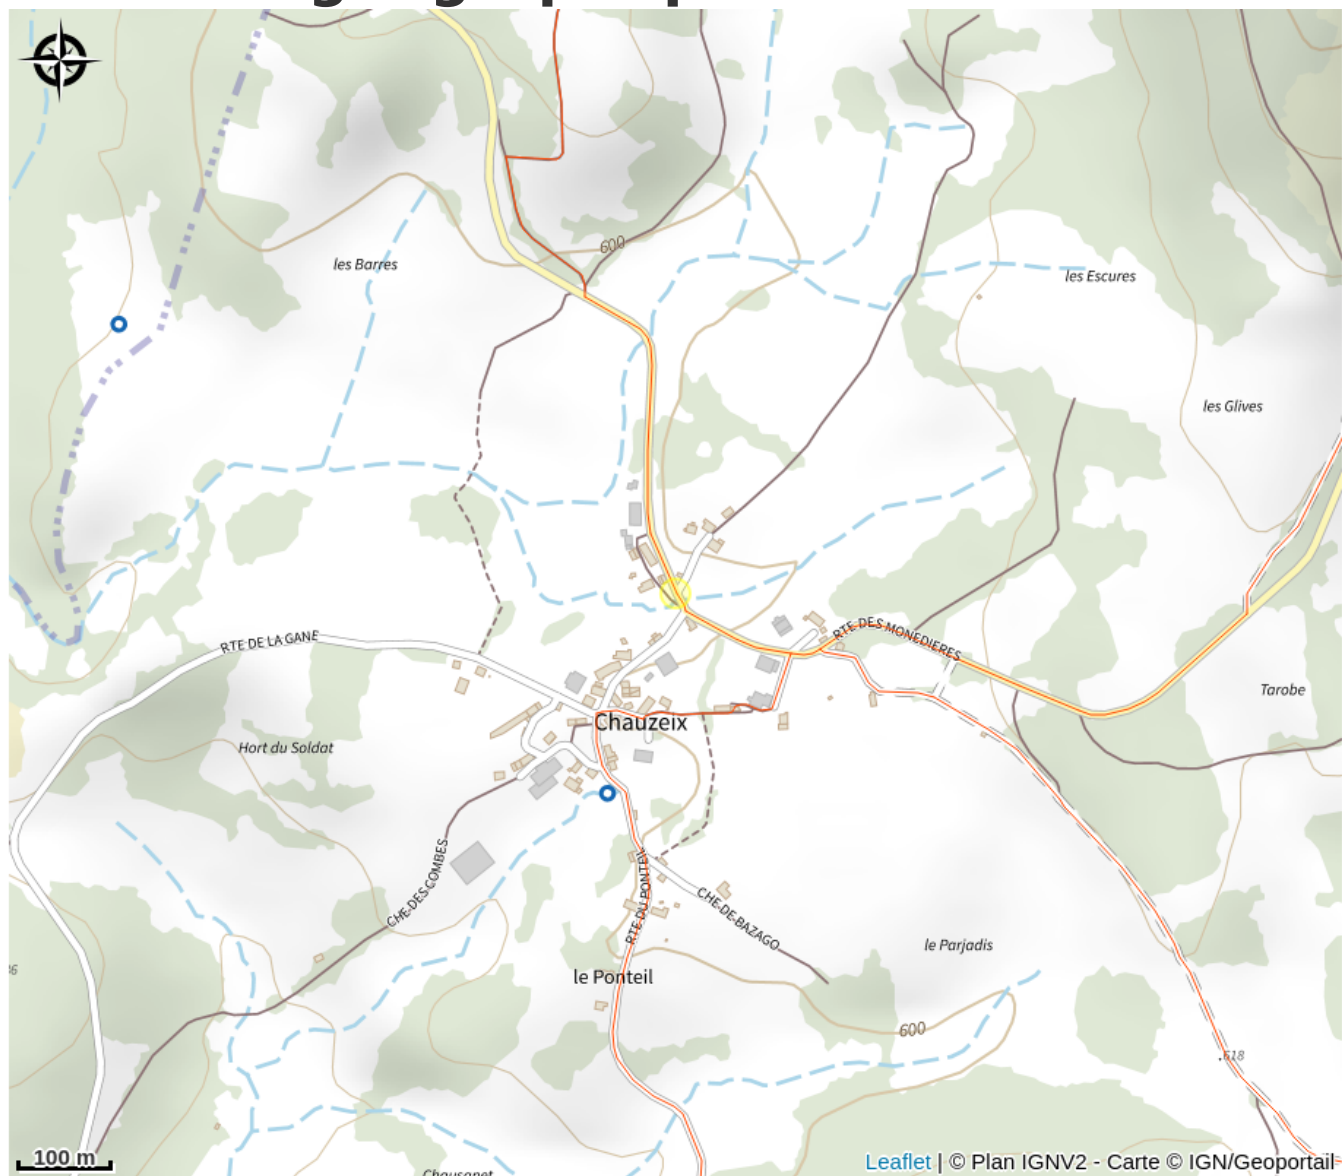 600
les Barres
les Escures
les Glives
RTE DE LA GANE
RTE DES MONEDIERES
Tarobe
Chauzeix
Hort du Soldat
CHE-DES-COMBES
RTE DU PONTEIL
CHE-DE-BAZAGO
le Parjadis
le Ponteil
600
618
100 m
Leaflet | © Plan IGNV2 - Carte © IGN/Geoportail